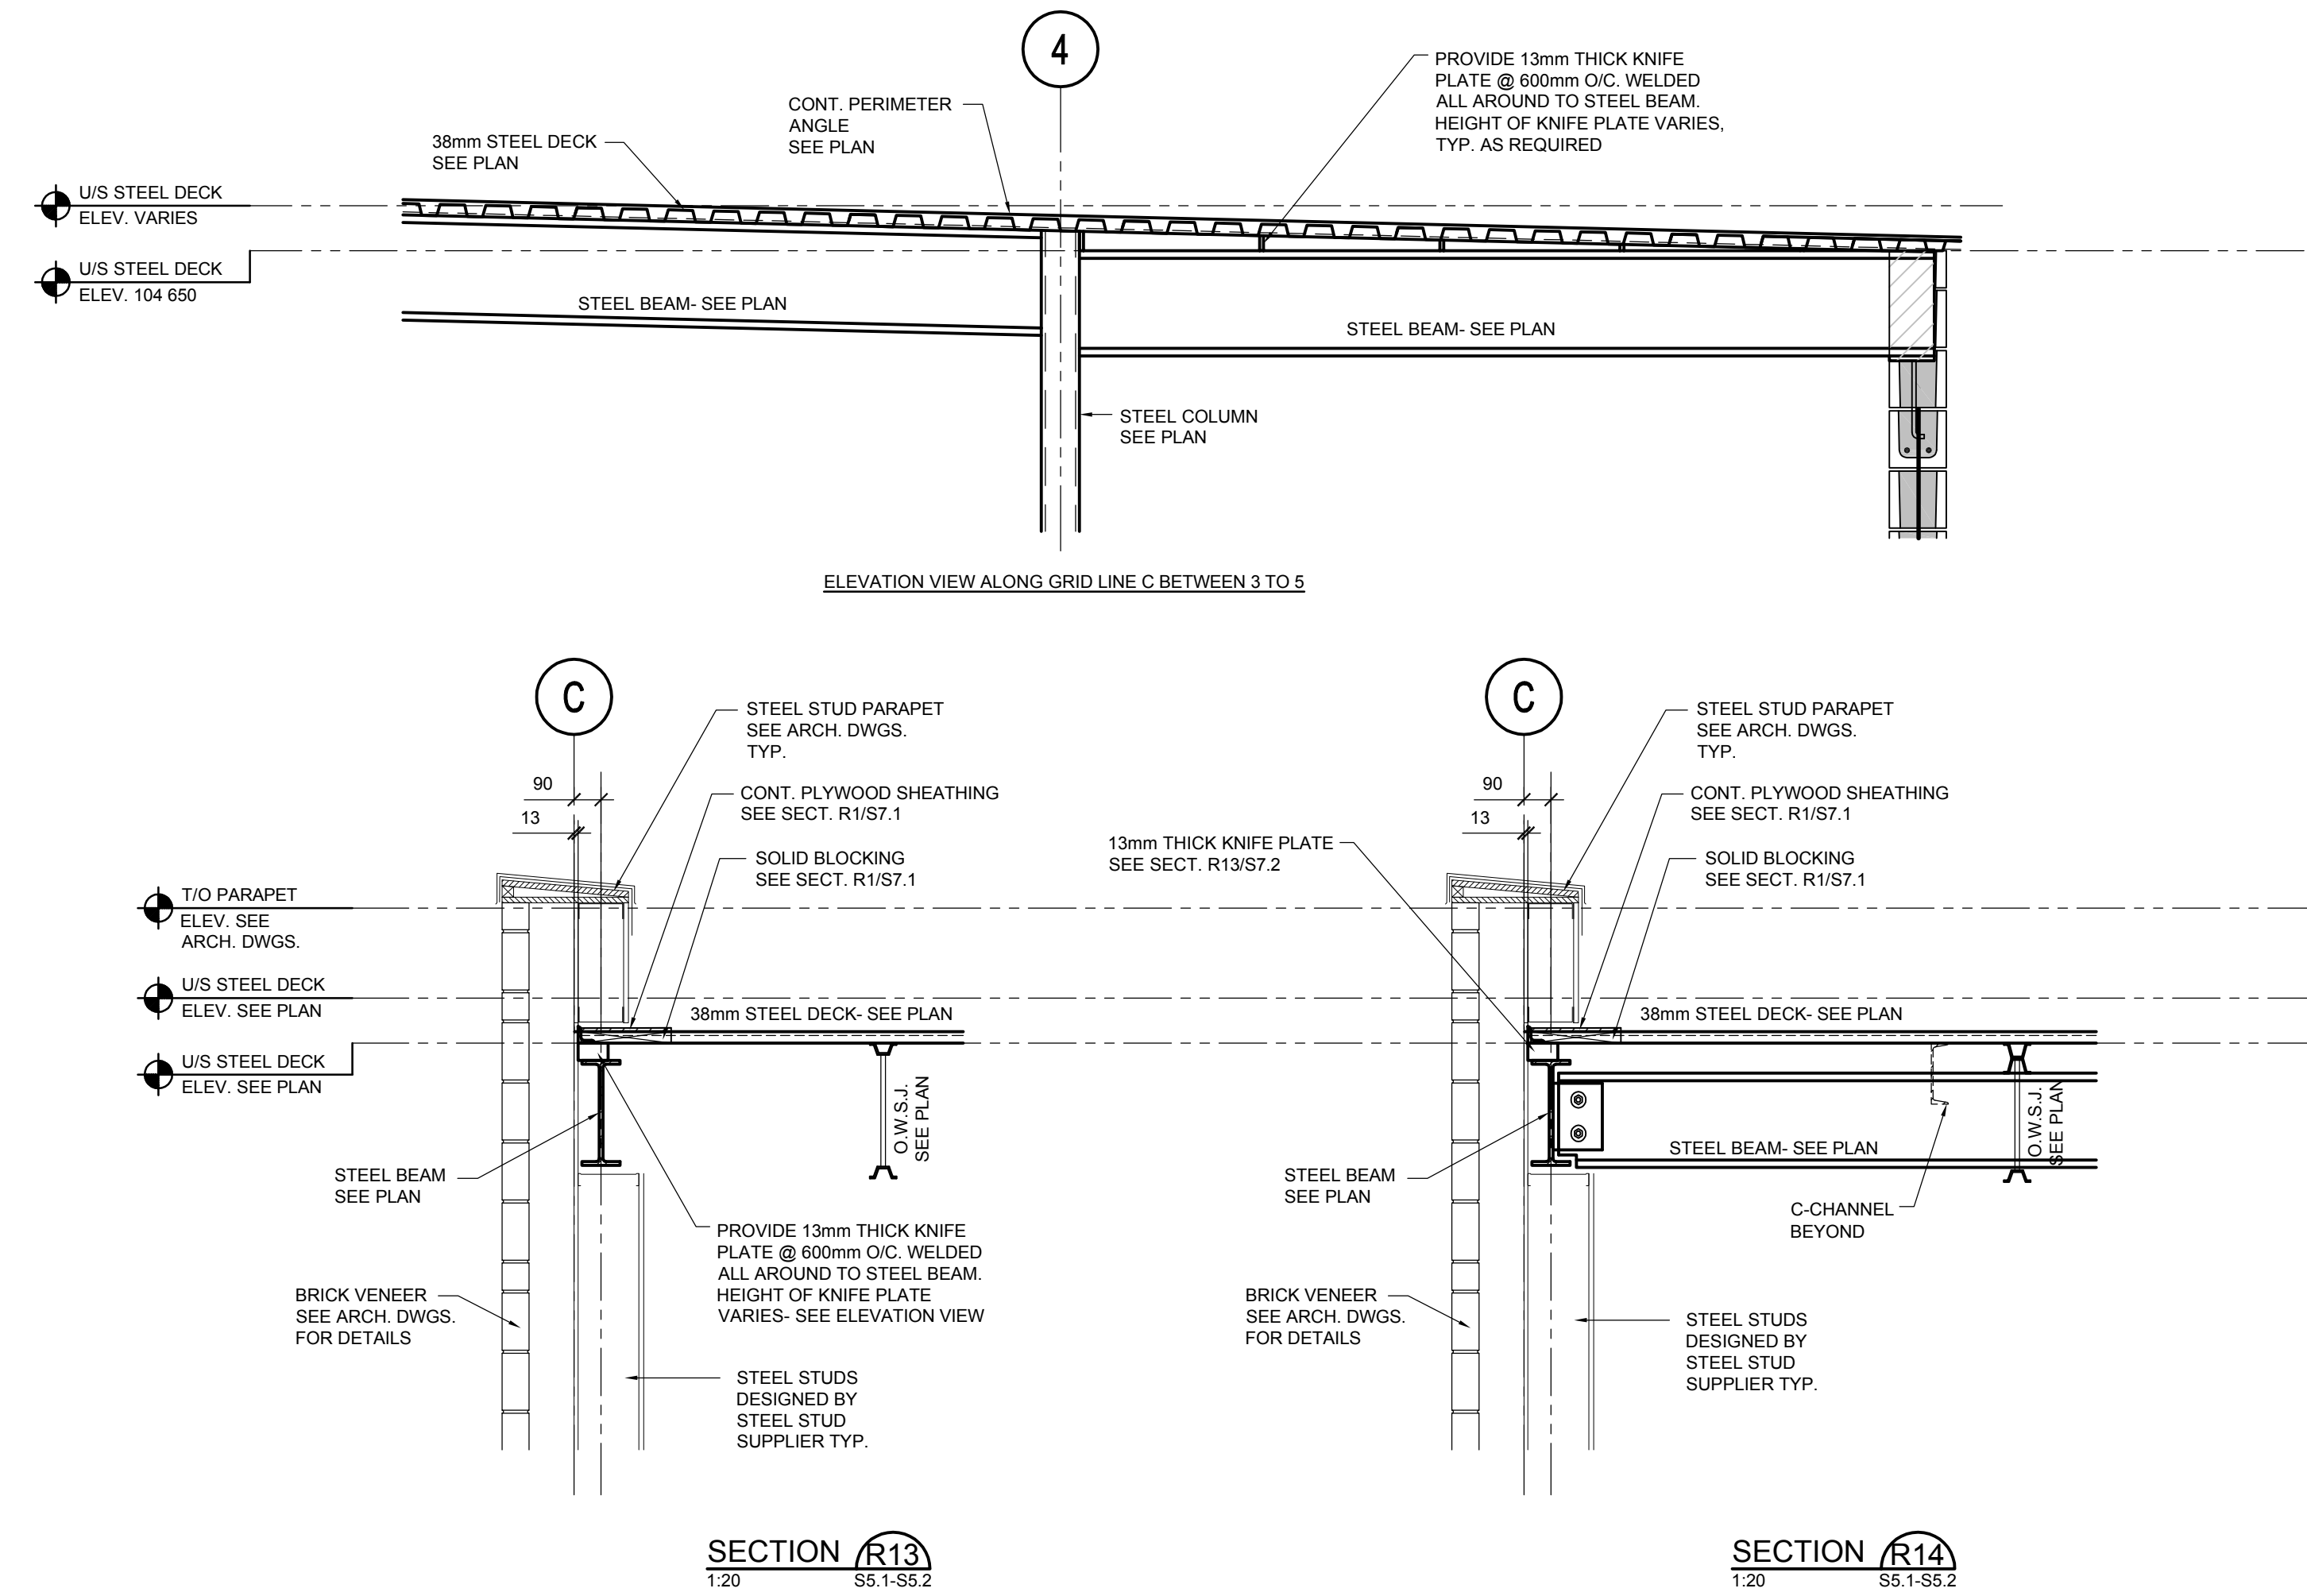 4
PROVIDE 13mm THICK KNIFE
PLATE @ 600mm O/C. WELDED
ALL AROUND TO STEEL BEAM.
HEIGHT OF KNIFE PLATE VARIES,
TYP. AS REQUIRED
CONT. PERIMETER
ANGLE
SEE PLAN
38mm STEEL DECK
SEE PLAN
U/S STEEL DECK
ELEV. VARIES
U/S STEEL DECK
ELEV. 104 650
STEEL BEAM- SEE PLAN
STEEL BEAM- SEE PLAN
STEEL COLUMN
SEE PLAN
ELEVATION VIEW ALONG GRID LINE C BETWEEN 3 TO 5
C
STEEL STUD PARAPET
SEE ARCH. DWGS.
TYP.
90
CONT. PLYWOOD SHEATHING
SEE SECT. R1/S7.1
13
SOLID BLOCKING
SEE SECT. R1/S7.1
T/O PARAPET
ELEV. SEE
ARCH. DWGS.
U/S STEEL DECK
ELEV. SEE PLAN
38mm STEEL DECK- SEE PLAN
U/S STEEL DECK
ELEV. SEE PLAN
O.W.S.J.
SEE PLAN
STEEL BEAM
SEE PLAN
PROVIDE 13mm THICK KNIFE
PLATE @ 600mm O/C. WELDED
ALL AROUND TO STEEL BEAM.
HEIGHT OF KNIFE PLATE
VARIES- SEE ELEVATION VIEW
BRICK VENEER
SEE ARCH. DWGS.
FOR DETAILS
STEEL STUDS
DESIGNED BY
STEEL STUD
SUPPLIER TYP.
SECTION R13
1:20 S5.1-S5.2
C
STEEL STUD PARAPET
SEE ARCH. DWGS.
TYP.
90
CONT. PLYWOOD SHEATHING
SEE SECT. R1/S7.1
13
13mm THICK KNIFE PLATE
SEE SECT. R13/S7.2
SOLID BLOCKING
SEE SECT. R1/S7.1
38mm STEEL DECK- SEE PLAN
O.W.S.J.
SEE PLAN
STEEL BEAM- SEE PLAN
STEEL BEAM
SEE PLAN
C-CHANNEL
BEYOND
BRICK VENEER
SEE ARCH. DWGS.
FOR DETAILS
STEEL STUDS
DESIGNED BY
STEEL STUD
SUPPLIER TYP.
SECTION R14
1:20 S5.1-S5.2